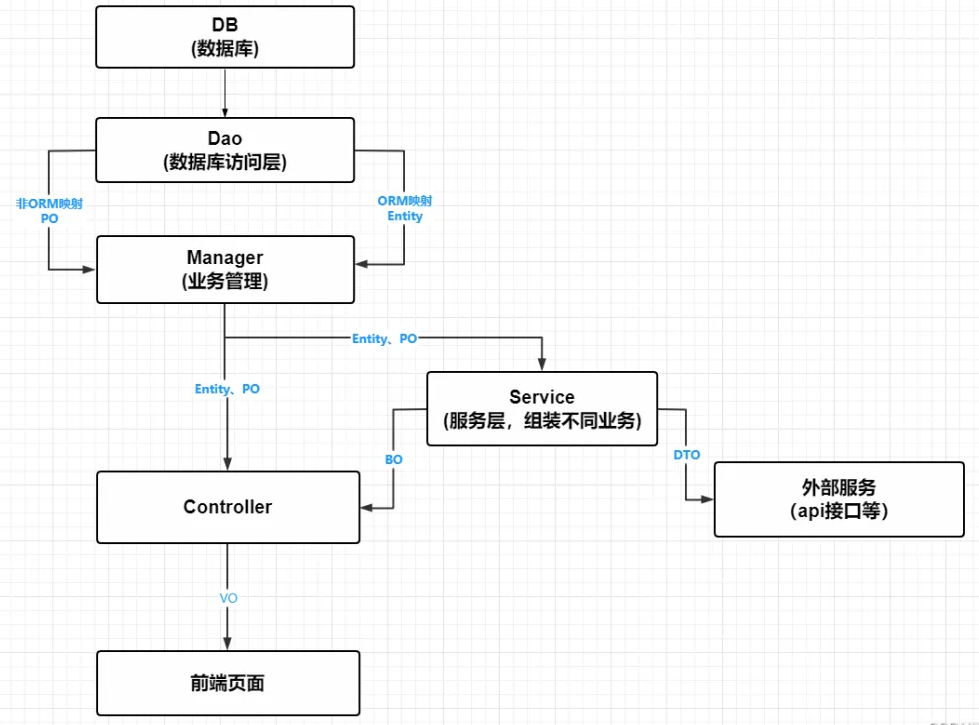 DB
(数据库)
Dao
(数据库访问层)
非ORM映射
PO
ORM映射
Entity
Manager
(业务管理)
Entity、PO
Entity、PO
Service
(服务层，组装不同业务)
BO
DTO
外部服务
（api接口等）
Controller
VO
前端页面